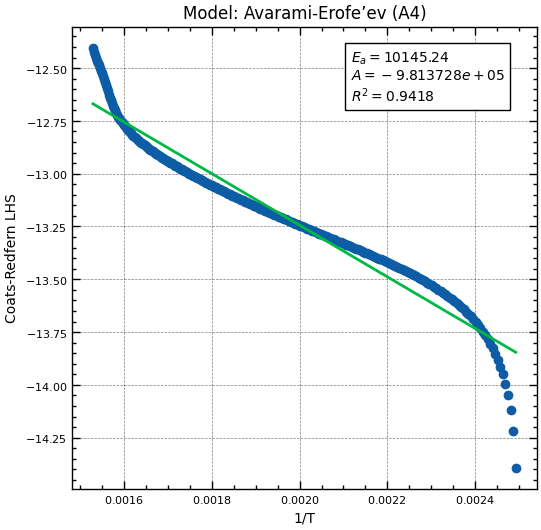 Model: Avarami-Erofe'ev (A4)
E_a = 10145.24
A = −9.813728e + 05
R^2 = 0.9418
Coats-Redfern LHS
−12.50
−12.75
−13.00
−13.25
−13.50
−13.75
−14.00
−14.25
0.0016 0.0018 0.0020 0.0022 0.0024
1/T